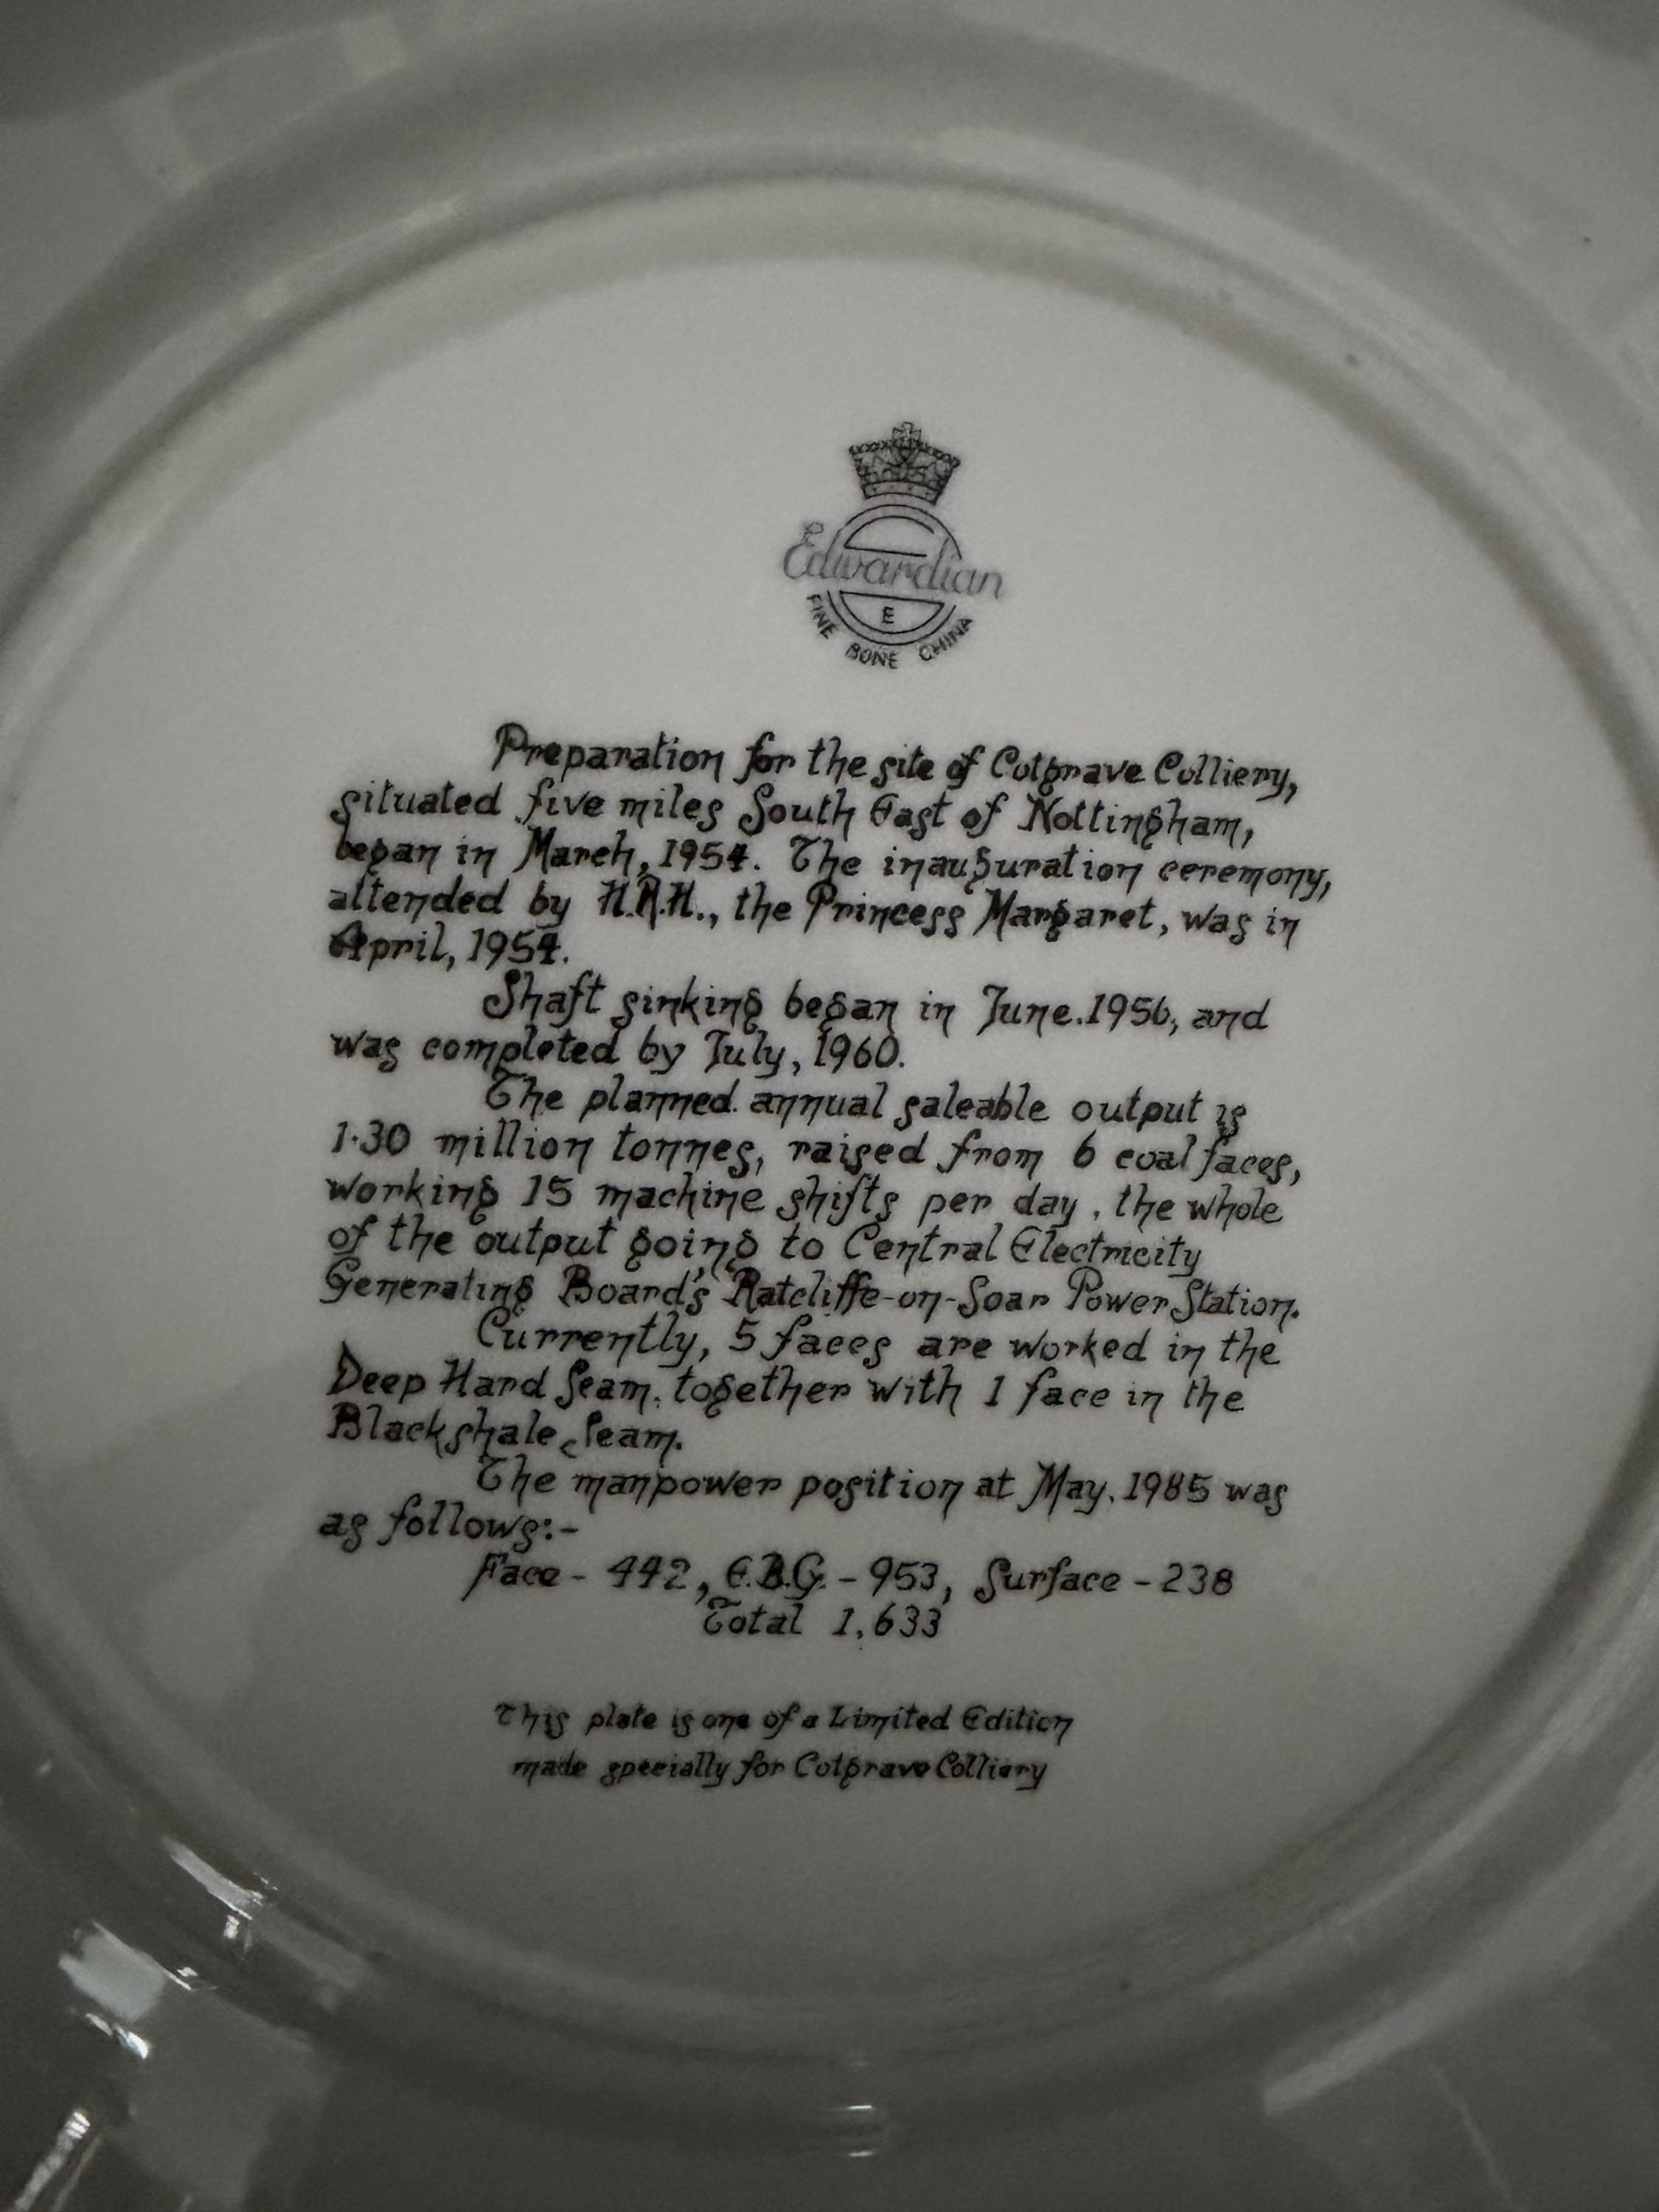 Edwardian
E
FINE BONE CHINA
Preparation for the site of Cotgrave Colliery,
situated five miles South East of Nottingham,
began in March, 1954. The inauguration ceremony,
attended by H.R.H., the Princess Margaret, was in
April, 1954.
Shaft sinking began in June.1956, and
was completed by July, 1960.
The planned annual saleable output is
1·30 million tonnes, raised from 6 coal faces,
working 15 machine shifts per day, the whole
of the output going to Central Electricity
Generating Board's Ratcliffe-on-Soar Power Station.
Currently, 5 faces are worked in the
Deep Hard Seam, together with 1 face in the
Blackshale Seam.
The manpower position at May, 1985 was
as follows:-
Face - 442, E.B.G. - 953, Surface - 238
Total 1,633
This plate is one of a Limited Edition
made specially for Cotgrave Colliery